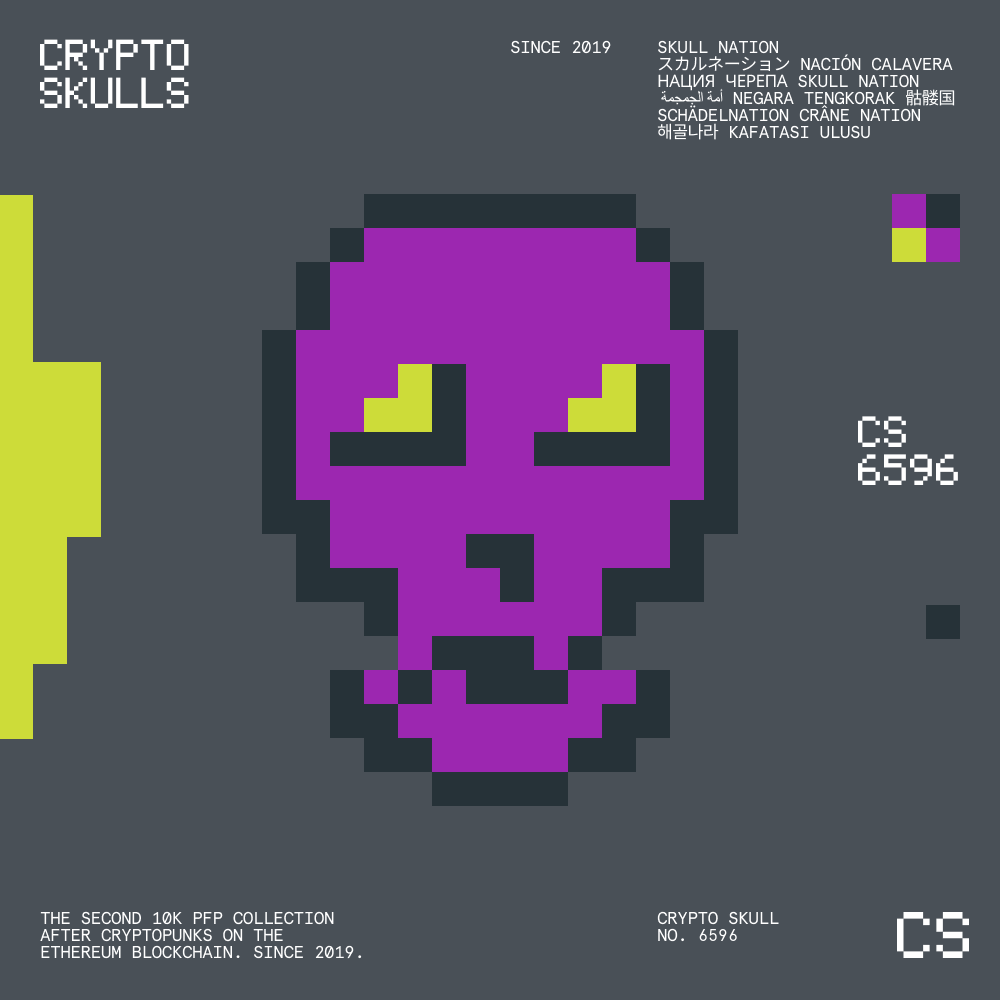 CRYPTO
SKULLS
SINCE 2019
SKULL NATION
スカルネーション NACIÓN CALAVERA
НАЦИЯ ЧЕРЕПА SKULL NATION
أمة الجمجمة NEGARA TENGKORAK 骷髅国
SCHÄDELNATION CRÂNE NATION
해골나라 KAFATASI ULUSU
CS
6596
THE SECOND 10K PFP COLLECTION
AFTER CRYPTOPUNKS ON THE
ETHEREUM BLOCKCHAIN. SINCE 2019.
CRYPTO SKULL
NO. 6596
CS